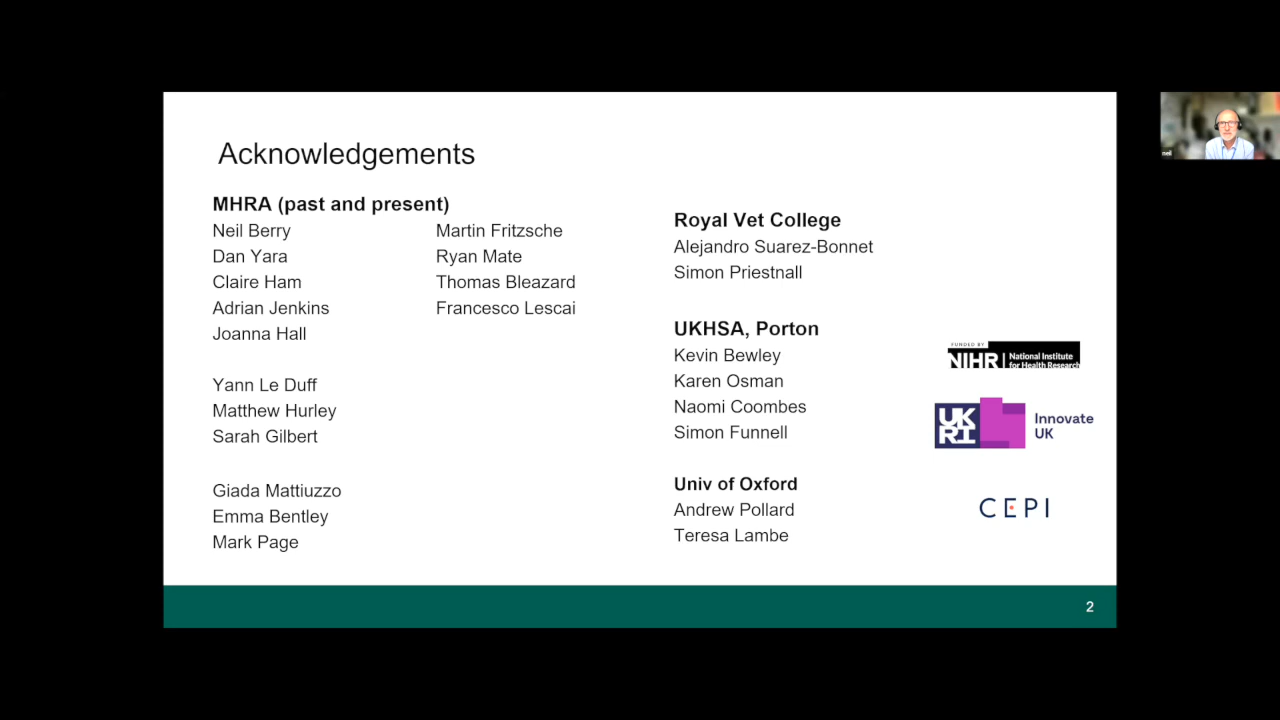 Acknowledgements
MHRA (past and present)
Neil Berry
Dan Yara
Claire Ham
Adrian Jenkins
Joanna Hall
Yann Le Duff
Matthew Hurley
Sarah Gilbert
Giada Mattiuzzo
Emma Bentley
Mark Page
Martin Fritzsche
Ryan Mate
Thomas Bleazard
Francesco Lescai
Royal Vet College
Alejandro Suarez-Bonnet
Simon Priestnall
UKHSA, Porton
Kevin Bewley
Karen Osman
Naomi Coombes
Simon Funnell
Univ of Oxford
Andrew Pollard
Teresa Lambe
FUNDED BY
NIHR | National Institute
for Health Research
UK
RI
Innovate
UK
CEPI
2
neil